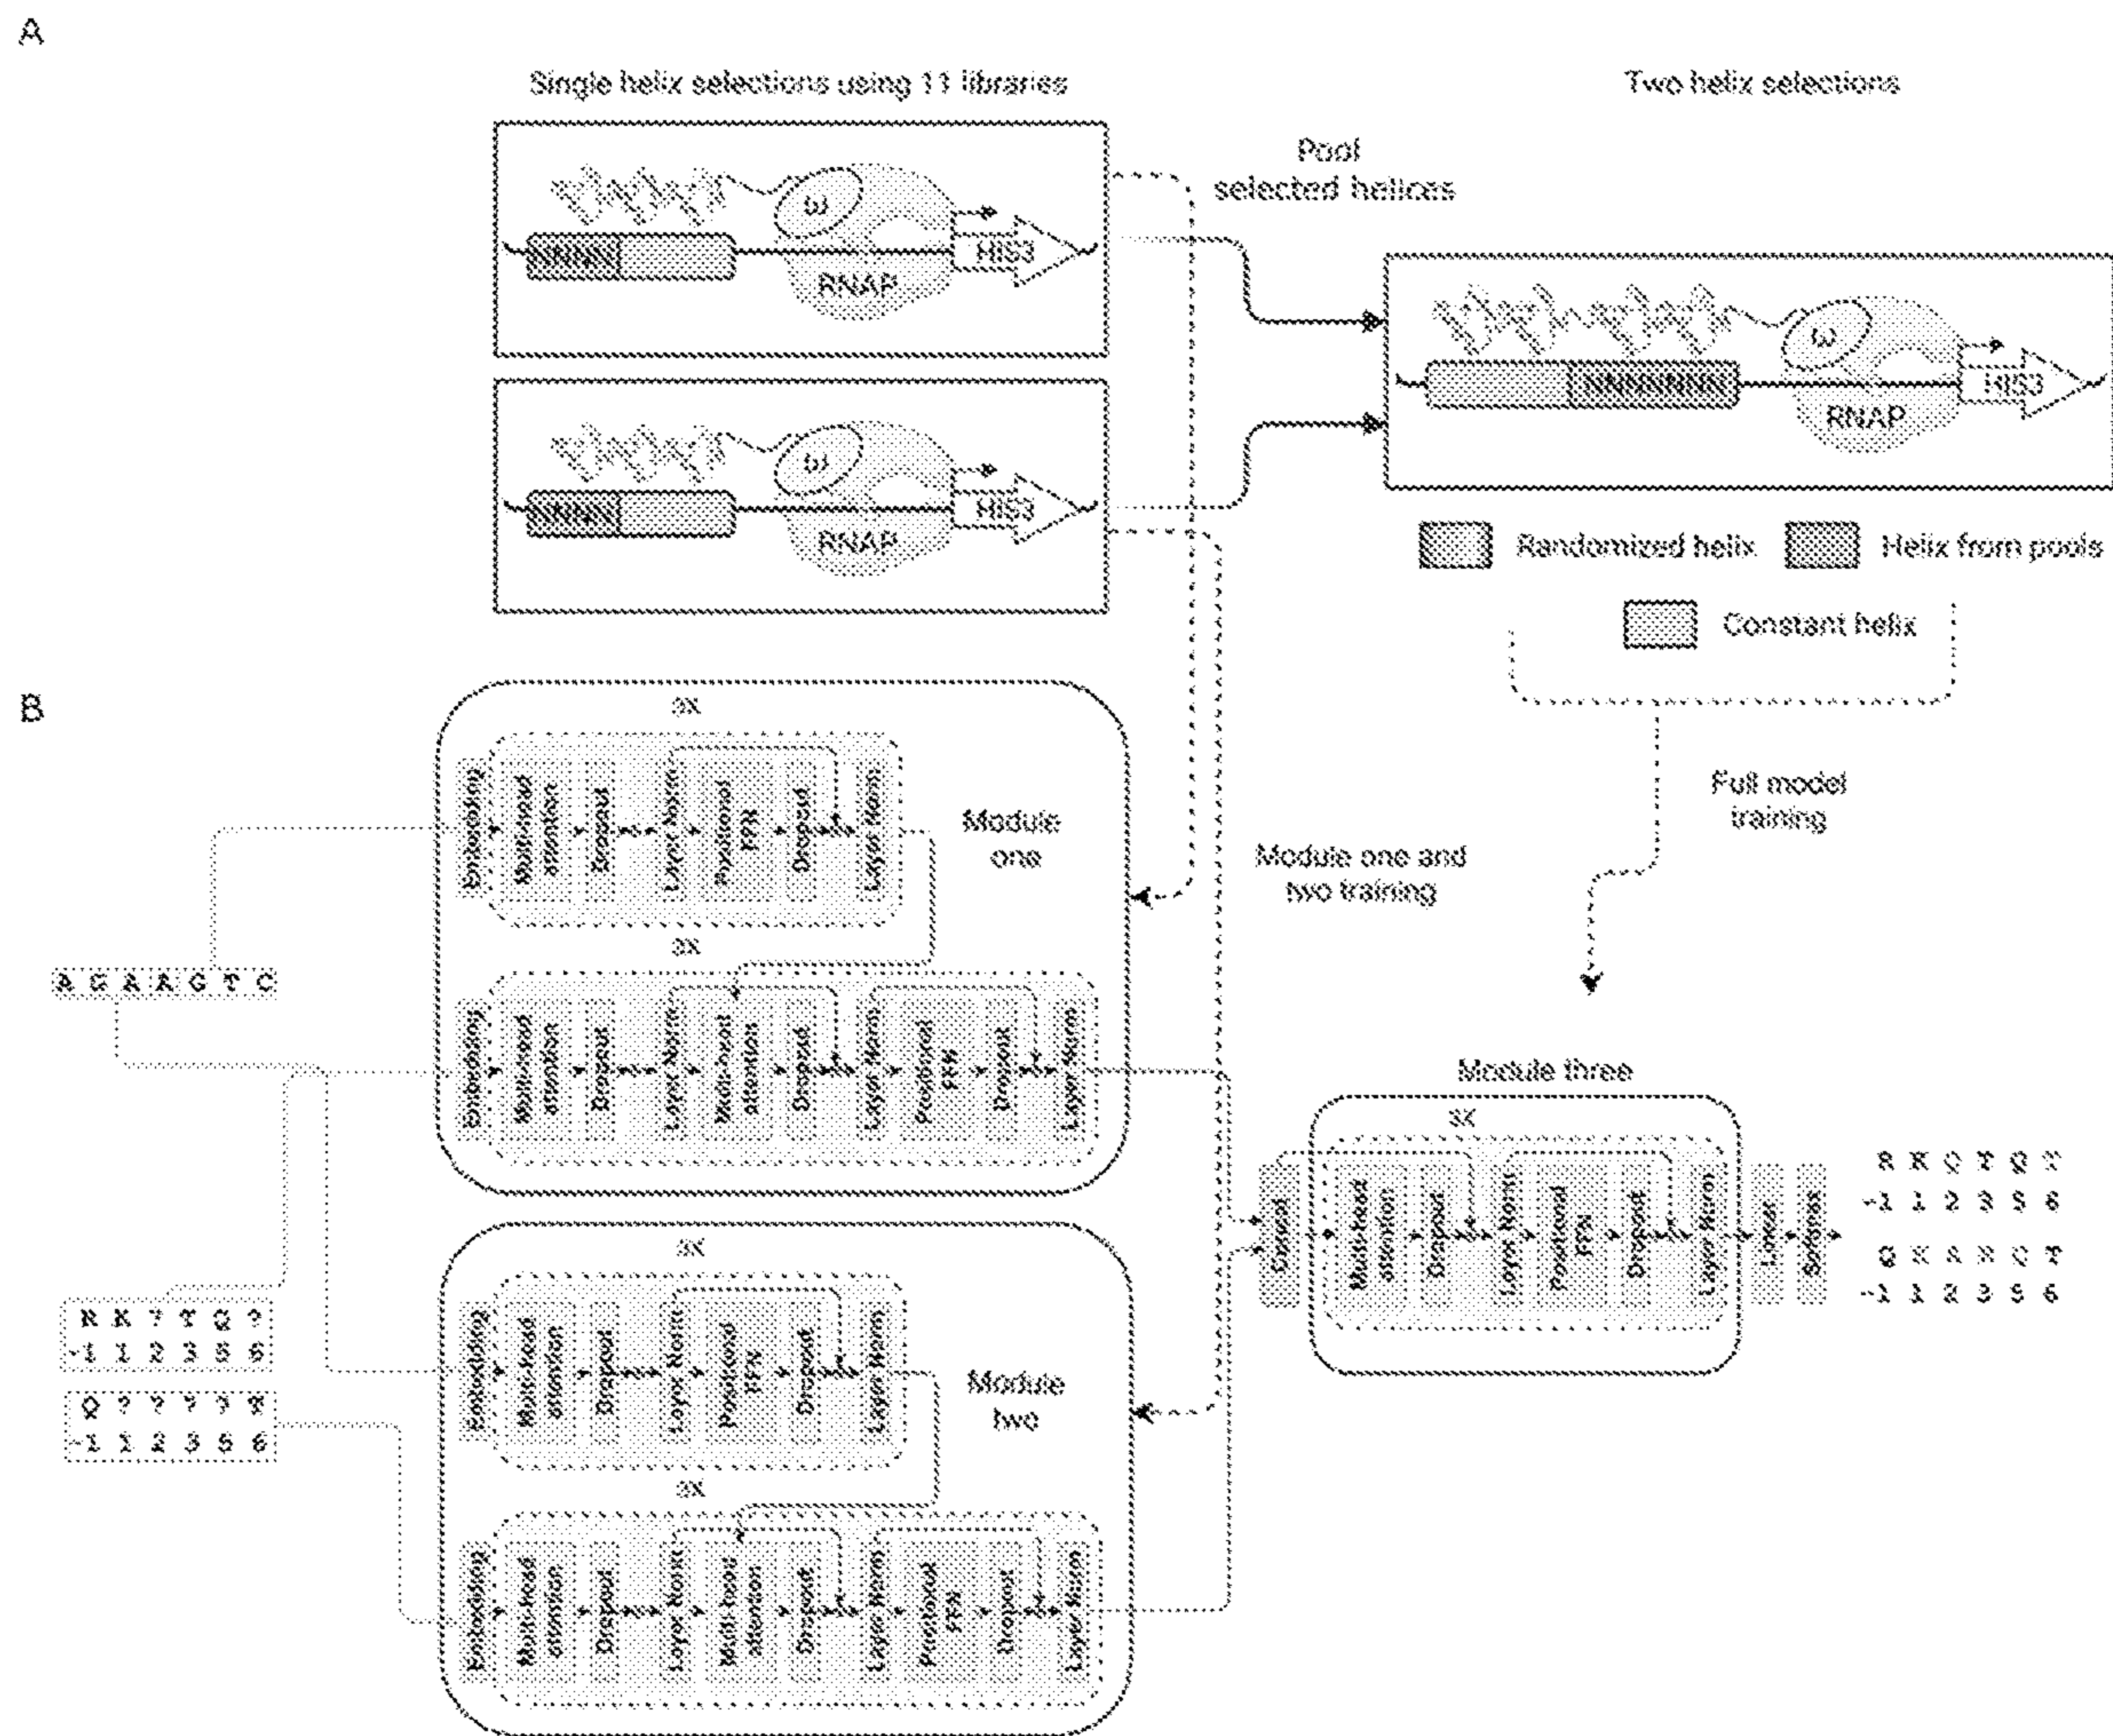 A
Single helix selections using 11 libraries
Two helix selections
Pool
selected helices
ω
HIS3
RNAP
ω
HIS3
RNAP
ω
HIS3
RNAP
Randomized helix
Helix from pools
Constant helix
B
3X
Embedding
Multi-head
attention
Dropout
Layer Norm
Positional
FFN
Dropout
Layer Norm
Module
one
Full model
training
Module one and
two training
3X
A G A A G T C
Embedding
Multi-head
attention
Dropout
Layer Norm
Multi-head
attention
Dropout
Layer Norm
Positional
FFN
Dropout
Layer Norm
Module three
3X
Concat
Multi-head
attention
Dropout
Layer Norm
Positional
FFN
Dropout
Layer Norm
Linear
Softmax
R K Q T Q T
-1 1 2 3 5 6
-1 1 2 3 5 6
3X
R K ? T Q ?
-1 1 2 3 5 6
Embedding
Multi-head
attention
Dropout
Layer Norm
Positional
FFN
Dropout
Layer Norm
Module
two
-1 1 2 3 5 6
3X
Embedding
Multi-head
attention
Dropout
Layer Norm
Multi-head
attention
Dropout
Layer Norm
Positional
FFN
Dropout
Layer Norm